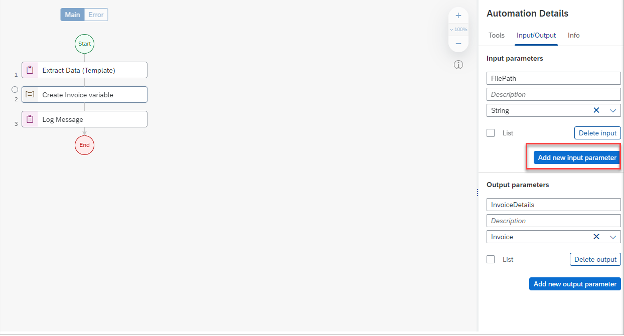 Main Error
Start
1 Extract Data (Template)
2 Create Invoice variable
3 Log Message
End
100%
Automation Details
Tools Input/Output Info
Input parameters
FilePath
Description
String
List Delete input
Add new input parameter
Output parameters
InvoiceDetails
Description
Invoice
List Delete output
Add new output parameter